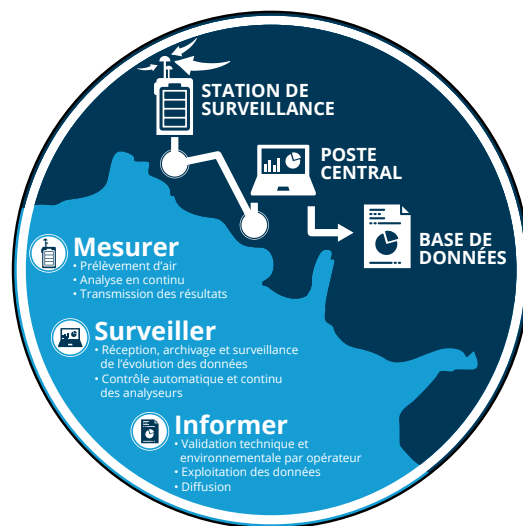 STATION DE
SURVEILLANCE
POSTE
CENTRAL
BASE DE
DONNÉES
Mesurer
• Prélèvement d'air
• Analyse en continu
• Transmission des résultats
Surveiller
• Réception, archivage et surveillance
de l'évolution des données
• Contrôle automatique et continu
des analyseurs
Informer
• Validation technique et
environnementale par opérateur
• Exploitation des données
• Diffusion